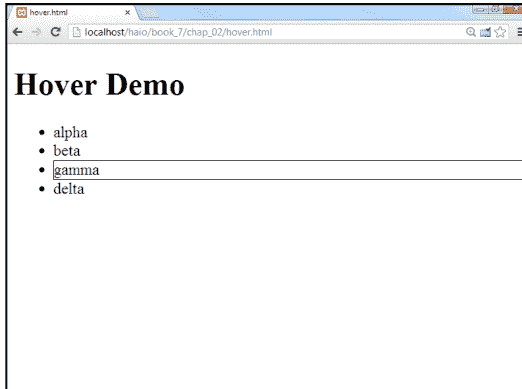 hover.html
localhost/haio/book_7/chap_02/hover.html
Hover Demo
alpha
beta
gamma
delta